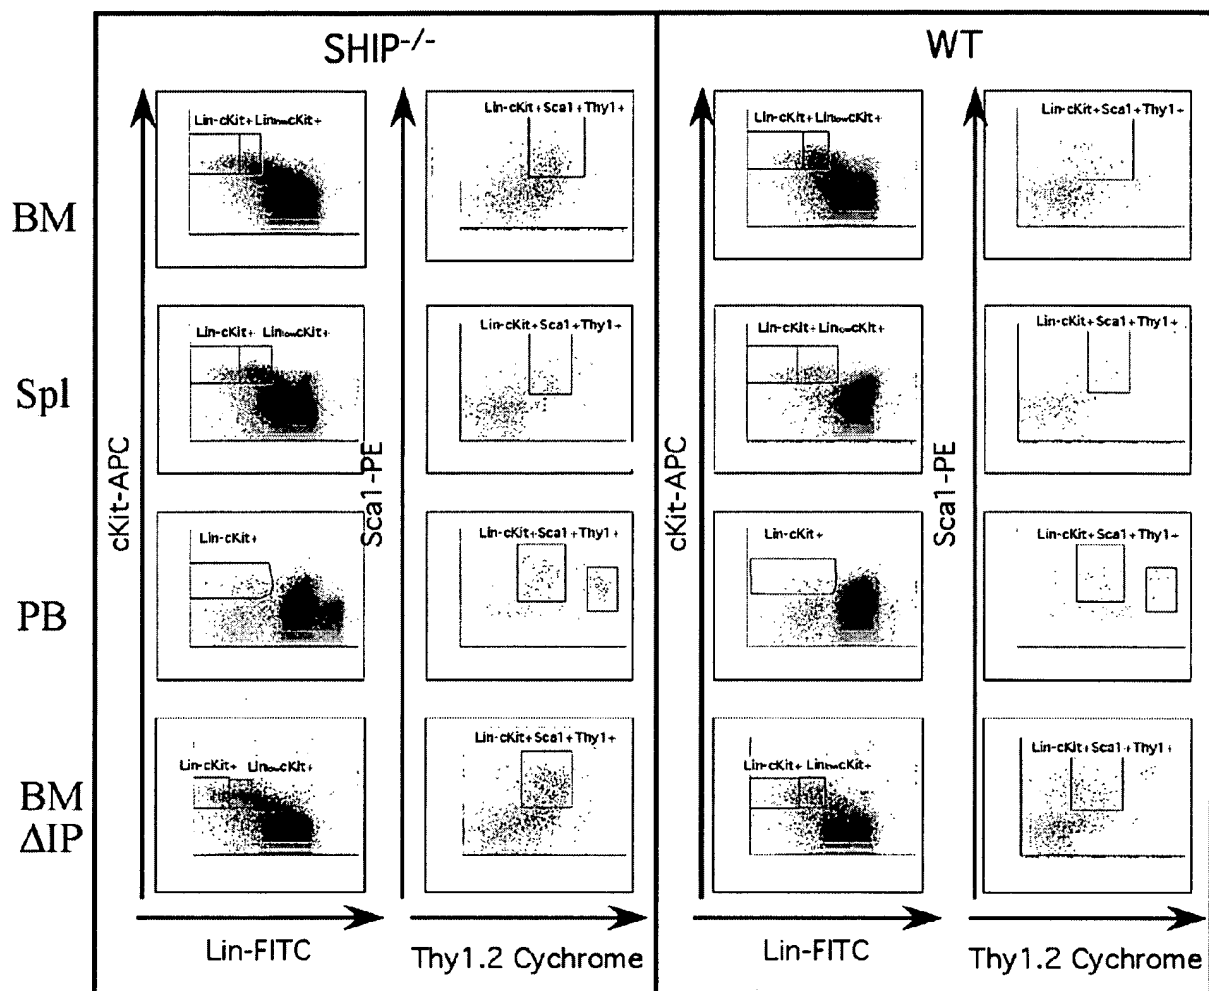 SHIP-/-
WT
BM
Lin-cKit+ LinlowcKit+
Lin-cKit+Sca1+Thy1+
Lin-cKit+ LinlowcKit+
Lin-cKit+Sca1+Thy1+
Spl
Lin-cKit+ LinlowcKit+
Lin-cKit+Sca1+Thy1+
Lin-cKit+ LinlowcKit+
Lin-cKit+Sca1+Thy1+
cKit-APC
Sca1-PE
cKit-APC
Sca1-PE
PB
Lin-cKit+
Lin-cKit+Sca1+Thy1+
Lin-cKit+
Lin-cKit+Sca1+Thy1+
BM
ΔIP
Lin-cKit+ LinlowcKit+
Lin-cKit+Sca1+Thy1+
Lin-cKit+ LinlowcKit+
Lin-cKit+Sca1+Thy1+
Lin-FITC
Thy1.2 Cychrome
Lin-FITC
Thy1.2 Cychrome